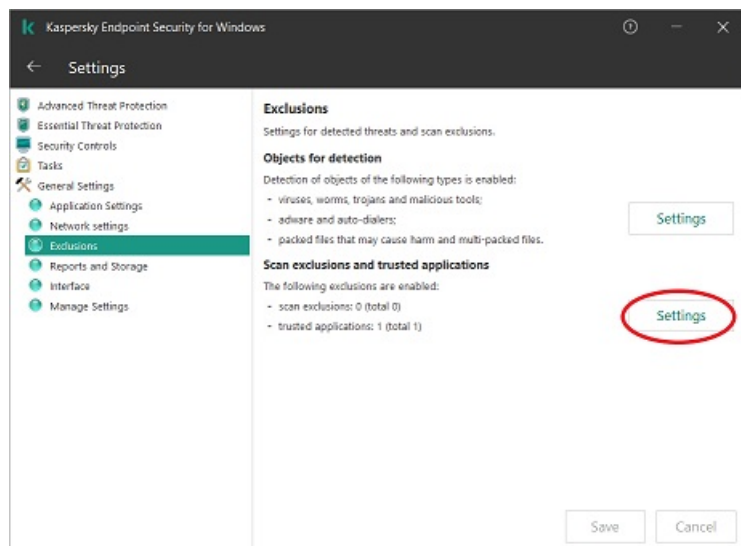 Kaspersky Endpoint Security for Windows
Settings
Advanced Threat Protection
Essential Threat Protection
Security Controls
Tasks
General Settings
Application Settings
Network settings
Exclusions
Reports and Storage
Interface
Manage Settings
Exclusions
Settings for detected threats and scan exclusions.
Objects for detection
Detection of objects of the following types is enabled:
- viruses, worms, trojans and malicious tools;
- adware and auto-dialers;
- packed files that may cause harm and multi-packed files.
Settings
Scan exclusions and trusted applications
The following exclusions are enabled:
- scan exclusions: 0 (total 0)
- trusted applications: 1 (total 1)
Settings
Save Cancel